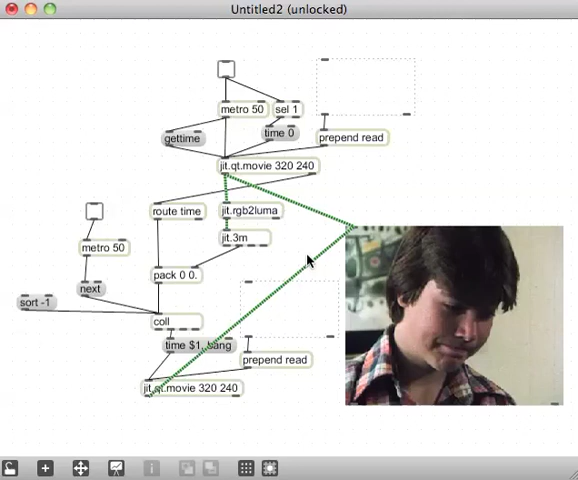 Untitled2 (unlocked)
metro 50
sel 1
gettime
time 0
prepend read
jit.qt.movie 320 240
route time
jit.rgb2luma
jit.3m
metro 50
pack 0 0.
next
sort -1
coll
time $1, bang
prepend read
jit.qt.movie 320 240